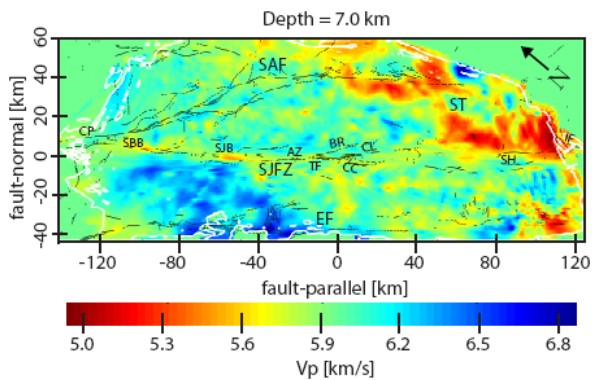 Depth = 7.0 km
60
40
20
0
-20
-40
fault-normal [km]
SAF
ST
CP
SBB
SJB
AZ
BR
CL
IF
SJFZ
TF
CC
SH
EF
N
-120
-80
-40
0
40
80
120
fault-parallel [km]
5.0
5.3
5.6
5.9
6.2
6.5
6.8
Vp [km/s]